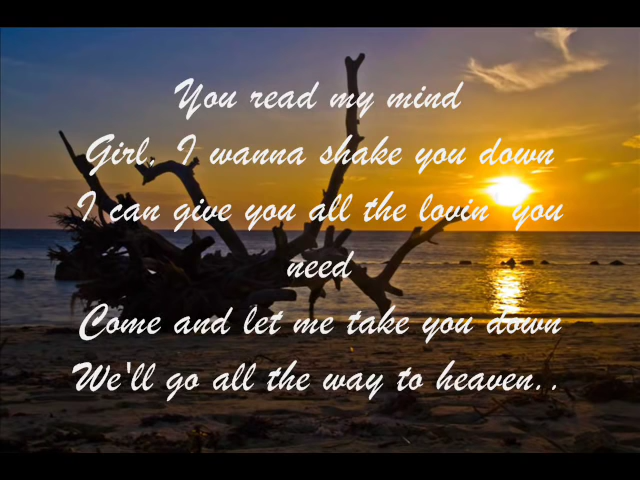 You read my mind
Girl, I wanna shake you down
I can give you all the lovin' you
need
Come and let me take you down
We'll go all the way to heaven..